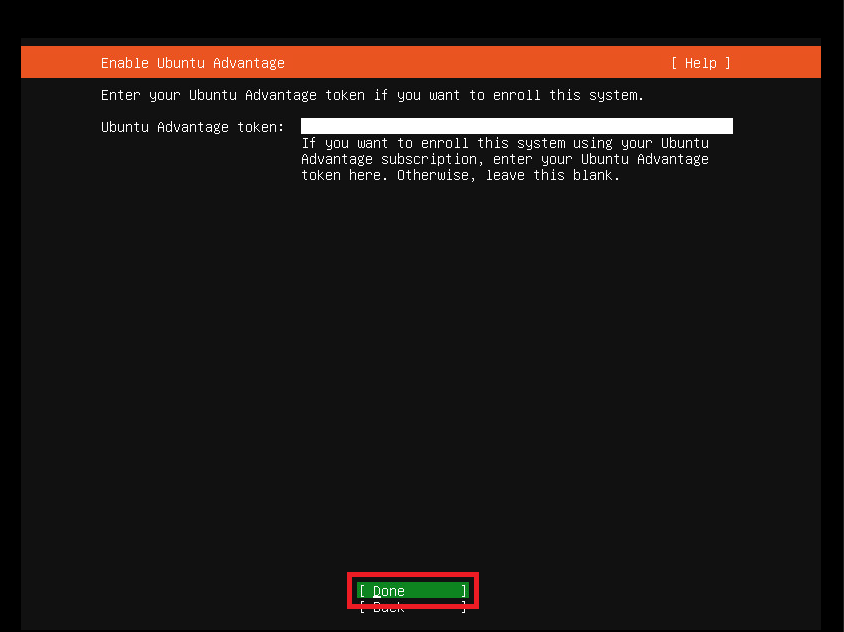 Enable Ubuntu Advantage [ Help ]
Enter your Ubuntu Advantage token if you want to enroll this system.
Ubuntu Advantage token:
If you want to enroll this system using your Ubuntu
Advantage subscription, enter your Ubuntu Advantage
token here. Otherwise, leave this blank.
[ Done ]
[ Back ]